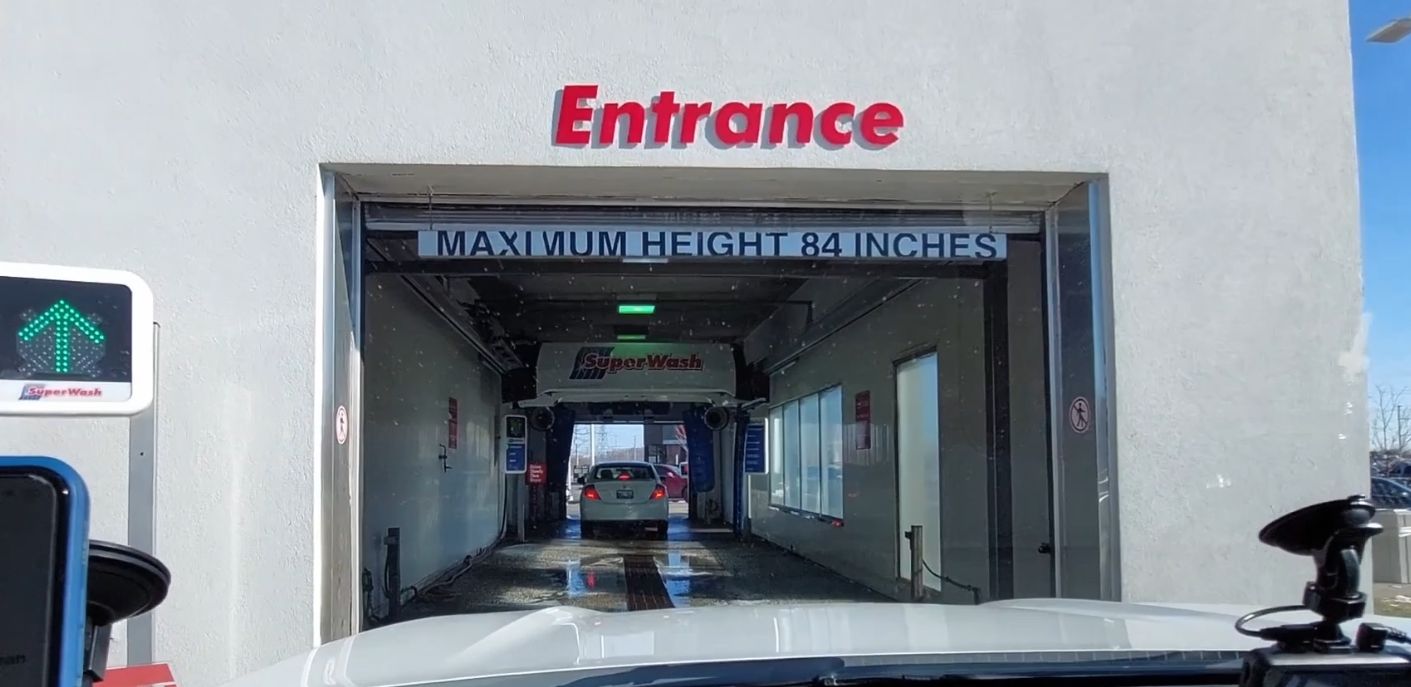 Entrance
MAXIMUM HEIGHT 84 INCHES
SuperWash
SuperWash